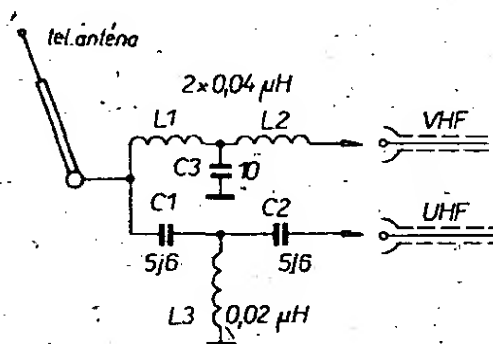 tel. anténa
2×0,04 μH
L1
L2
VHF
C3
10
C1
C2
UHF
5j6
5j6
L3
0,02 μH